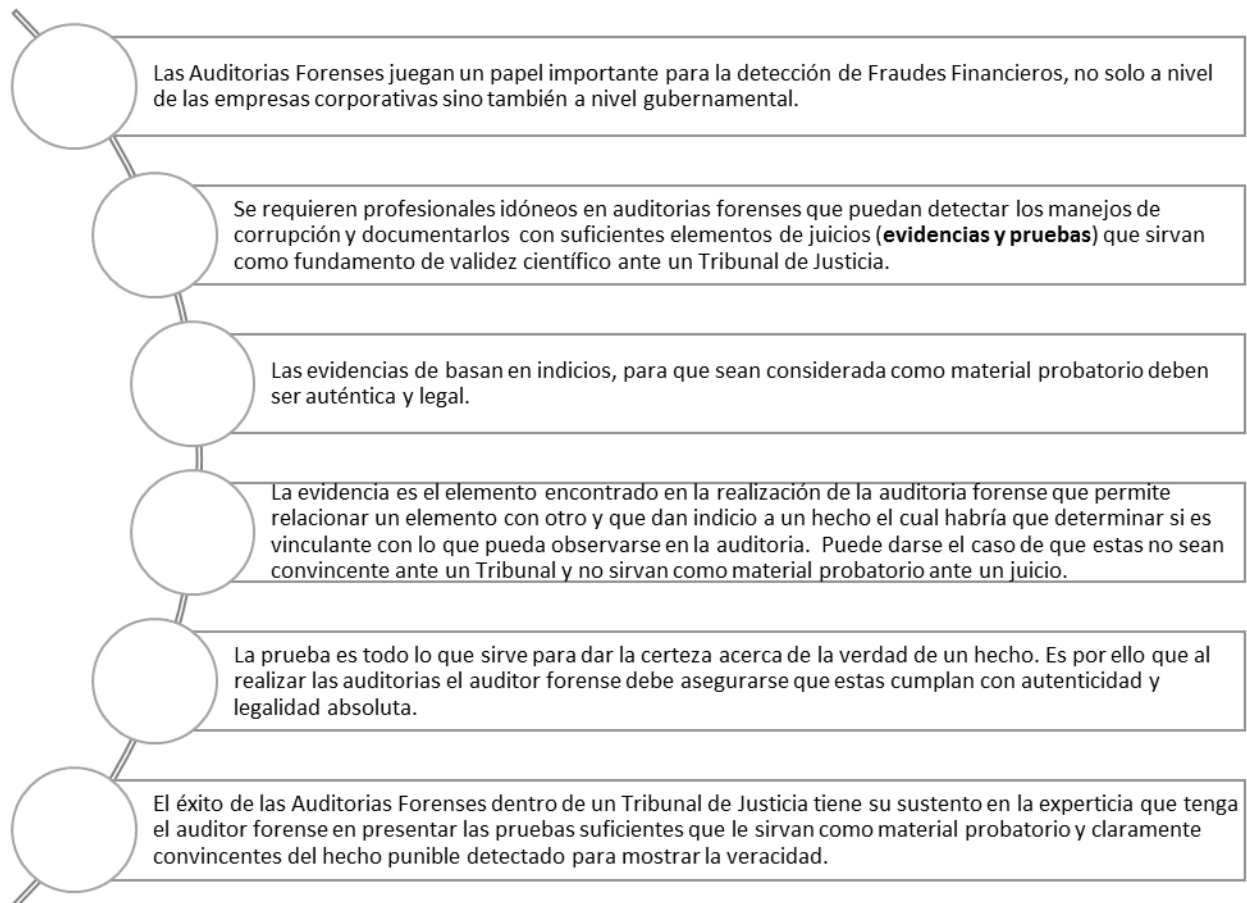 Las Auditorias Forenses juegan un papel importante para la detección de Fraudes Financieros, no solo a nivel
de las empresas corporativas sino también a nivel gubernamental.
Se requieren profesionales idóneos en auditorias forenses que puedan detectar los manejos de
corrupción y documentarlos con suficientes elementos de juicios (evidencias y pruebas) que sirvan
como fundamento de validez científico ante un Tribunal de Justicia.
Las evidencias de basan en indicios, para que sean considerada como material probatorio deben
ser auténtica y legal.
La evidencia es el elemento encontrado en la realización de la auditoria forense que permite
relacionar un elemento con otro y que dan indicio a un hecho el cual habría que determinar si es
vinculante con lo que pueda observarse en la auditoria. Puede darse el caso de que estas no sean
convincente ante un Tribunal y no sirvan como material probatorio ante un juicio.
La prueba es todo lo que sirve para dar la certeza acerca de la verdad de un hecho. Es por ello que al
realizar las auditorias el auditor forense debe asegurarse que estas cumplan con autenticidad y
legalidad absoluta.
El éxito de las Auditorias Forenses dentro de un Tribunal de Justicia tiene su sustento en la experticia que tenga
el auditor forense en presentar las pruebas suficientes que le sirvan como material probatorio y claramente
convincentes del hecho punible detectado para mostrar la veracidad.